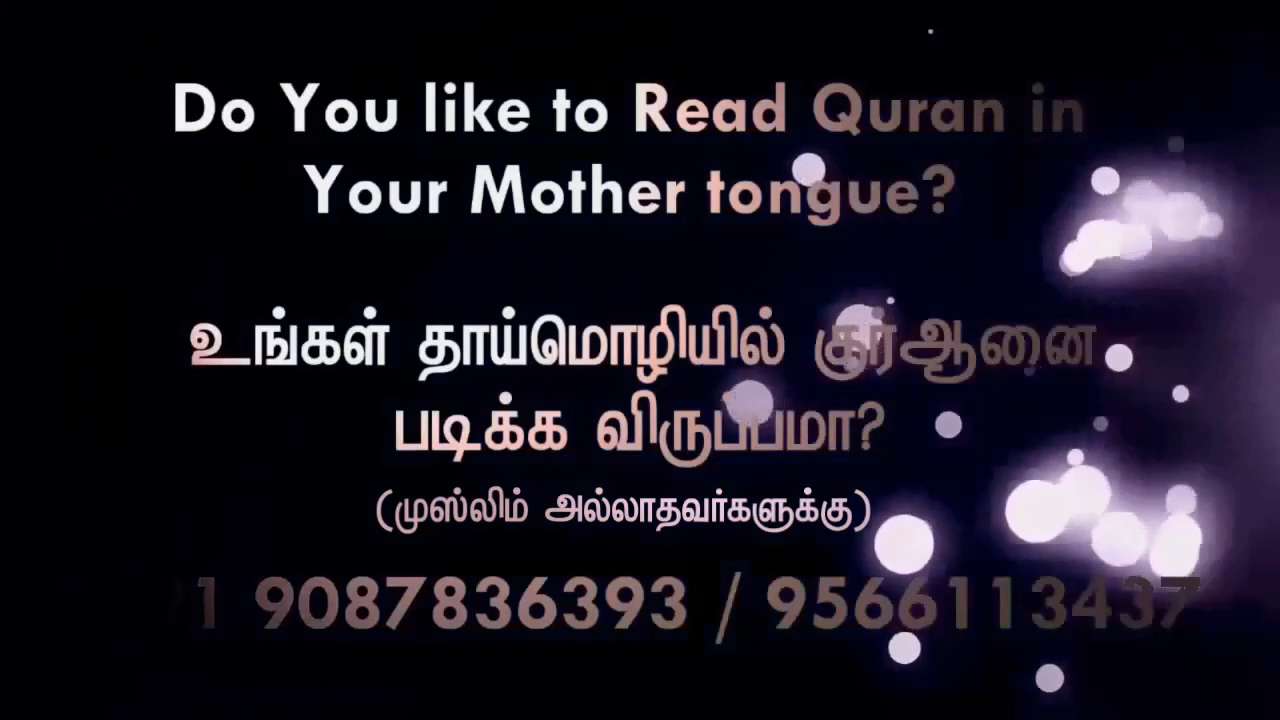 Do You like to Read Quran in
Your Mother tongue?
உங்கள் தாய்மொழியில் குர்ஆனை
படிக்க விருப்பமா?
(முஸ்லிம் அல்லாதவர்களுக்கு)
91 9087836393 / 9566113437